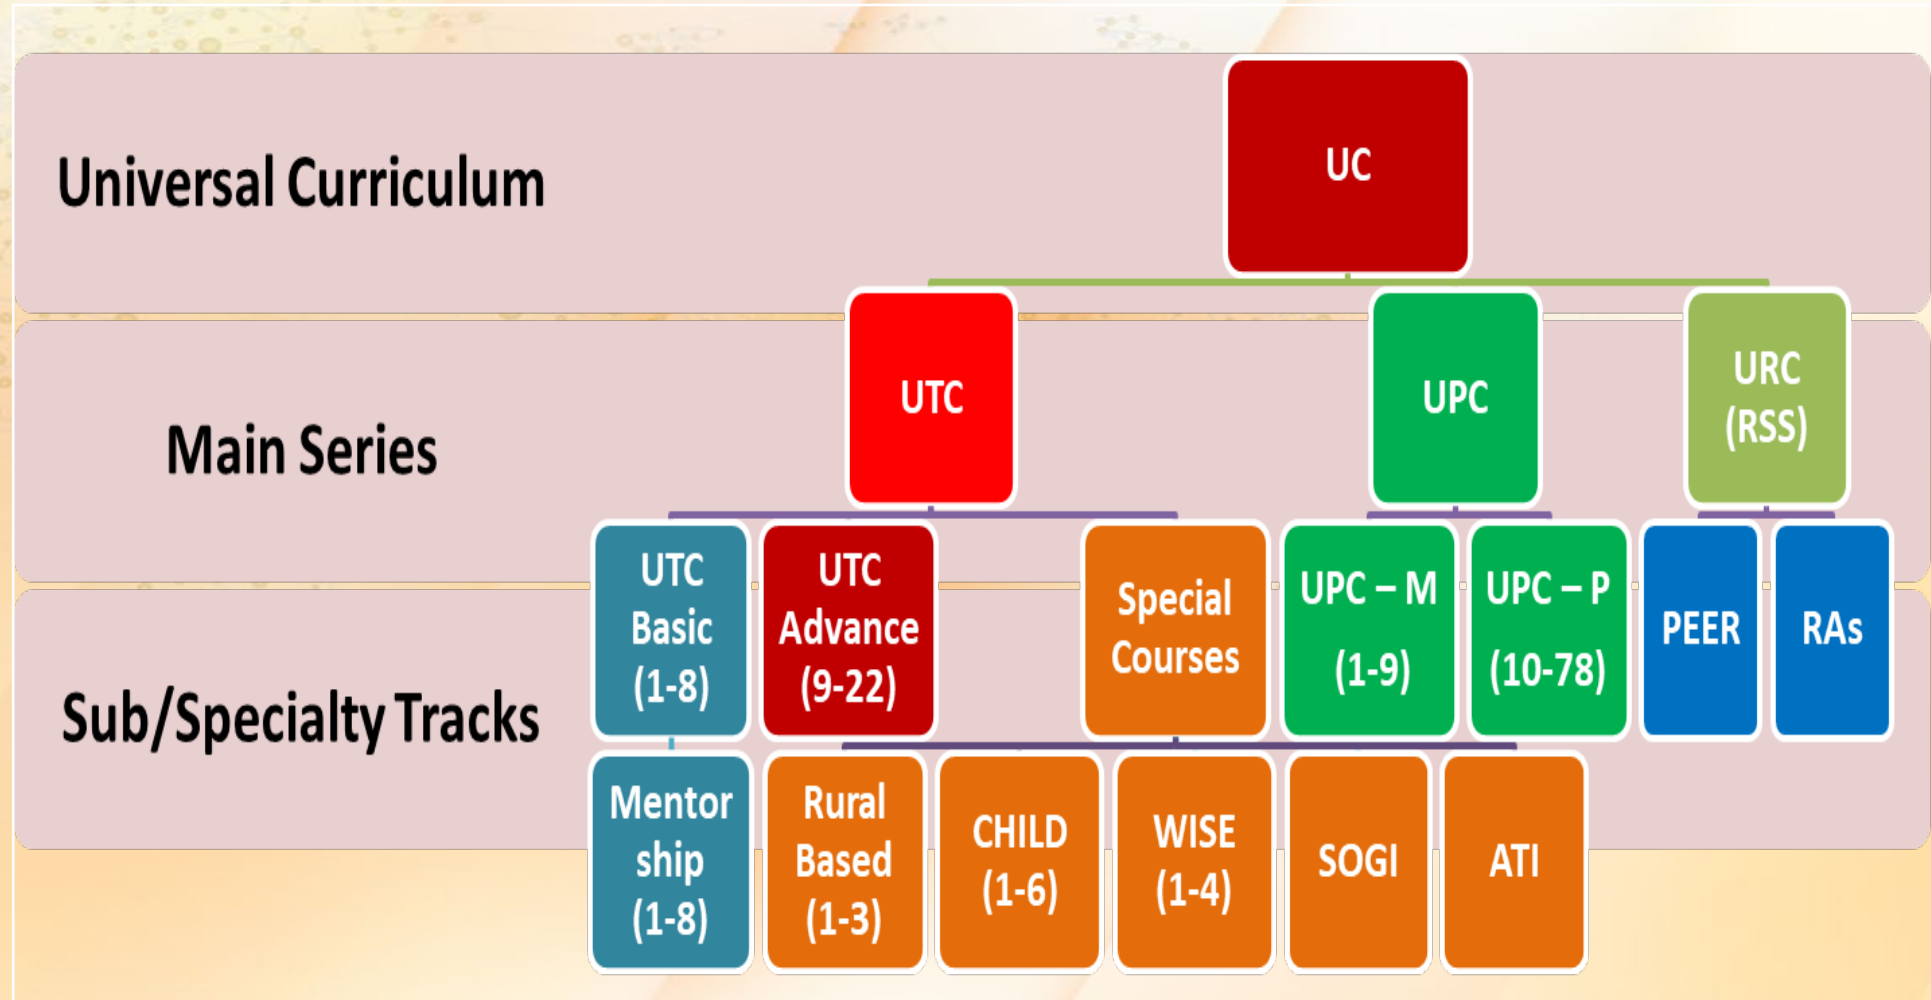 Universal Curriculum
UC
Main Series
UTC
UPC
URC
(RSS)
Sub/Specialty Tracks
UTC
Basic
(1-8)
UTC
Advance
(9-22)
Special
Courses
UPC – M
(1-9)
UPC – P
(10-78)
PEER
RAs
Mentor
ship
(1-8)
Rural
Based
(1-3)
CHILD
(1-6)
WISE
(1-4)
SOGI
ATI